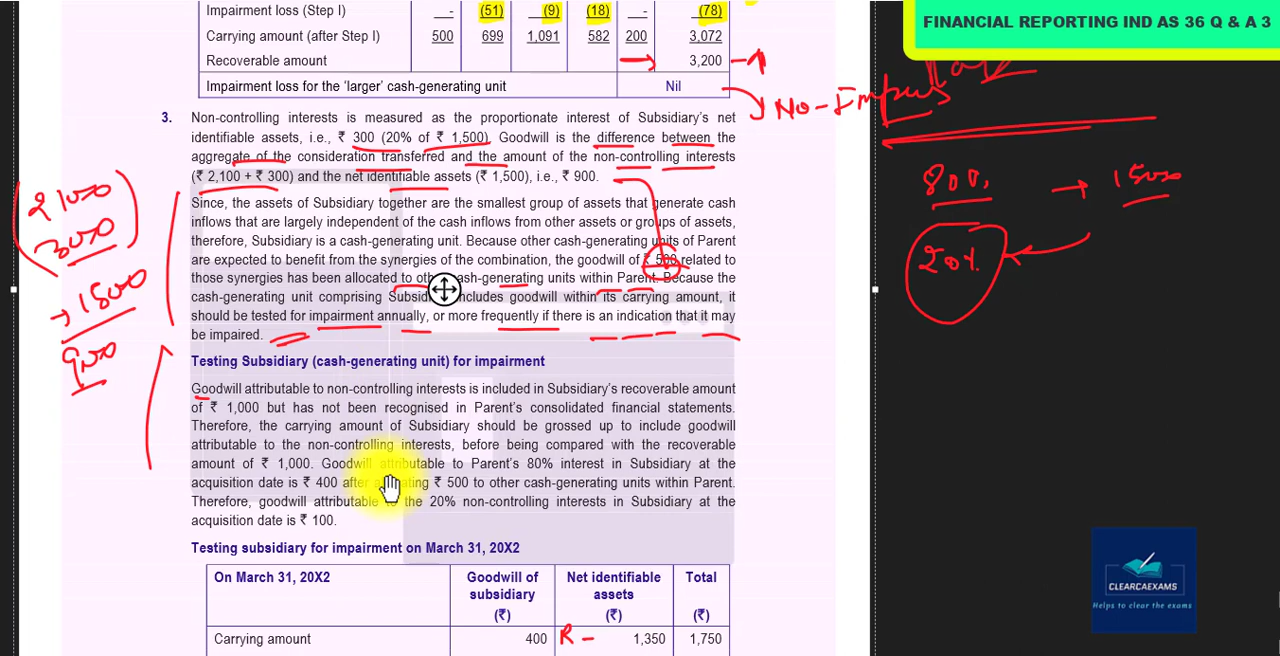 FINANCIAL REPORTING IND AS 36 Q & A 3
Impairment loss (Step I) - (51) (9) (18) - (78)
Carrying amount (after Step I) 500 699 1,091 582 200 3,072
Recoverable amount 3,200
Impairment loss for the 'larger' cash-generating unit Nil
No-Impair
3. Non-controlling interests is measured as the proportionate interest of Subsidiary's net
identifiable assets, i.e., ₹ 300 (20% of ₹ 1,500). Goodwill is the difference between the
aggregate of the consideration transferred and the amount of the non-controlling interests
(₹ 2,100 + ₹ 300) and the net identifiable assets (₹ 1,500), i.e., ₹ 900.
Since, the assets of Subsidiary together are the smallest group of assets that generate cash
inflows that are largely independent of the cash inflows from other assets or groups of assets,
therefore, Subsidiary is a cash-generating unit. Because other cash-generating units of Parent
are expected to benefit from the synergies of the combination, the goodwill of ₹ 500 related to
those synergies has been allocated to cash-generating units within Parent. Because the
cash-generating unit comprising includes goodwill within its carrying amount, it
should be tested for impairment annually, or more frequently if there is an indication that it may
be impaired.
Testing Subsidiary (cash-generating unit) for impairment
Goodwill attributable to non-controlling interests is included in Subsidiary's recoverable amount
of ₹ 1,000 but has not been recognised in Parent's consolidated financial statements.
Therefore, the carrying amount of Subsidiary should be grossed up to include goodwill
attributable to the non-controlling interests, before being compared with the recoverable
amount of ₹ 1,000. Goodwill attributable to Parent's 80% interest in Subsidiary at the
acquisition date is ₹ 400 after ₹ 500 to other cash-generating units within Parent.
Therefore, goodwill attributable the 20% non-controlling interests in Subsidiary at the
acquisition date is ₹ 100.
Testing subsidiary for impairment on March 31, 20X2
On March 31, 20X2 Goodwill of subsidiary (₹) Net identifiable assets (₹) Total (₹)
Carrying amount 400 R - 1,350 1,750
2100
300
→ 1500
900
80%. → 1500
20%
CLEARCAEXAMS
Helps to clear the exams